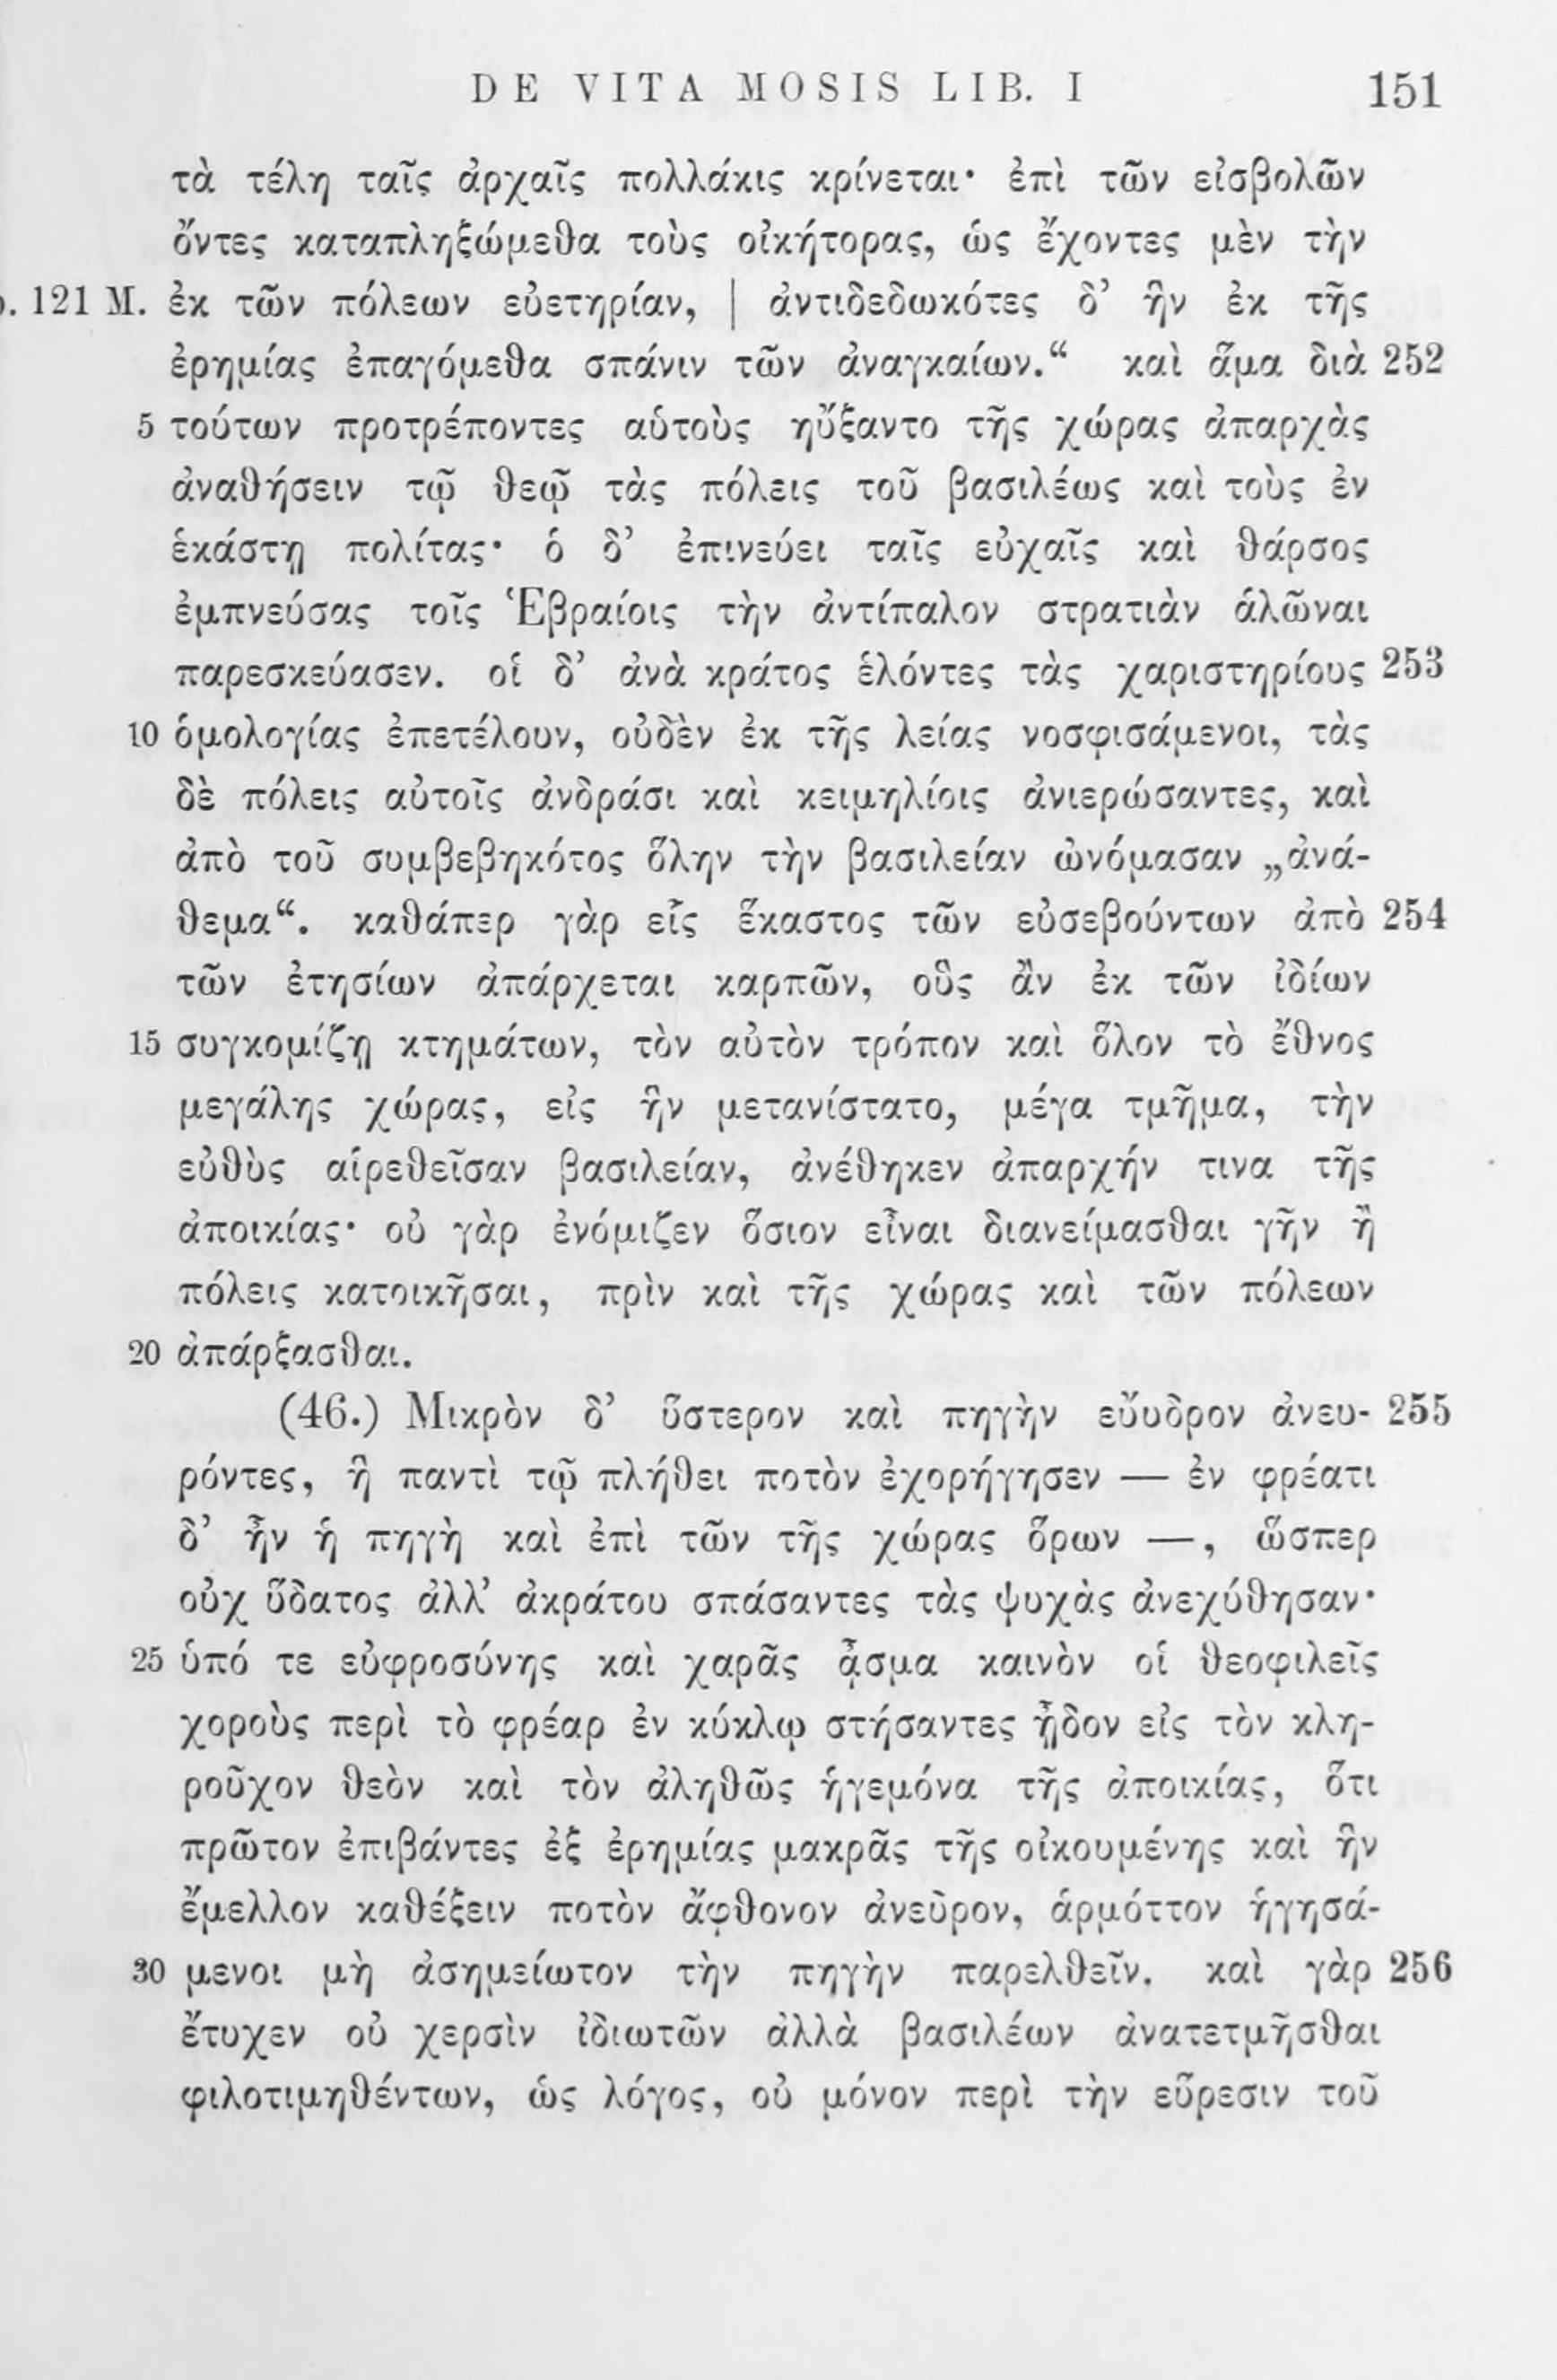 DE VITA MOSIS LIB. I 151
τὰ τέλη ταῖς ἀρχαῖς πολλάκις κρίνεται· ἐπὶ τῶν εἰσβολῶν
ὄντες καταπληξώμεθα τοὺς οἰκήτορας, ὡς ἔχοντες μὲν τὴν
p. 121 M. ἐκ τῶν πόλεων εὐετηρίαν, | ἀντιδεδωκότες δ’ ἣν ἐκ τῆς
ἐρημίας ἐπαγόμεθα σπάνιν τῶν ἀναγκαίων.“ καὶ ἅμα διὰ 252
5 τούτων προτρέποντες αὑτοὺς ηὔξαντο τῆς χώρας ἀπαρχὰς
ἀναθήσειν τῷ θεῷ τὰς πόλεις τοῦ βασιλέως καὶ τοὺς ἐν
ἑκάστῃ πολίτας· ὁ δ’ ἐπινεύει ταῖς εὐχαῖς καὶ θάρσος
ἐμπνεύσας τοῖς Ἑβραίοις τὴν ἀντίπαλον στρατιὰν ἁλῶναι
παρεσκεύασεν. οἱ δ’ ἀνὰ κράτος ἑλόντες τὰς χαριστηρίους 253
10 ὁμολογίας ἐπετέλουν, οὐδὲν ἐκ τῆς λείας νοσφισάμενοι, τὰς
δὲ πόλεις αὐτοῖς ἀνδράσι καὶ κειμηλίοις ἀνιερώσαντες, καὶ
ἀπὸ τοῦ συμβεβηκότος ὅλην τὴν βασιλείαν ὠνόμασαν „ἀνά-
θεμα“. καθάπερ γὰρ εἷς ἕκαστος τῶν εὐσεβούντων ἀπὸ 254
τῶν ἐτησίων ἀπάρχεται καρπῶν, οὓς ἂν ἐκ τῶν ἰδίων
15 συγκομίζῃ κτημάτων, τὸν αὐτὸν τρόπον καὶ ὅλον τὸ ἔθνος
μεγάλης χώρας, εἰς ἣν μετανίστατο, μέγα τμῆμα, τὴν
εὐθὺς αἱρεθεῖσαν βασιλείαν, ἀνέθηκεν ἀπαρχήν τινα τῆς
ἀποικίας· οὐ γὰρ ἐνόμιζεν ὅσιον εἶναι διανείμασθαι γῆν ἢ
πόλεις κατοικῆσαι, πρὶν καὶ τῆς χώρας καὶ τῶν πόλεων
20 ἀπάρξασθαι.
(46.) Μικρὸν δ’ ὕστερον καὶ πηγὴν εὔυδρον ἀνευ- 255
ρόντες, ἣ παντὶ τῷ πλήθει ποτὸν ἐχορήγησεν — ἐν φρέατι
δ’ ἦν ἡ πηγὴ καὶ ἐπὶ τῶν τῆς χώρας ὅρων —, ὥσπερ
οὐχ ὕδατος ἀλλ’ ἀκράτου σπάσαντες τὰς ψυχὰς ἀνεχύθησαν·
25 ὑπό τε εὐφροσύνης καὶ χαρᾶς ᾆσμα καινὸν οἱ θεοφιλεῖς
χοροὺς περὶ τὸ φρέαρ ἐν κύκλῳ στήσαντες ᾖδον εἰς τὸν κλη-
ροῦχον θεὸν καὶ τὸν ἀληθῶς ἡγεμόνα τῆς ἀποικίας, ὅτι
πρῶτον ἐπιβάντες ἐξ ἐρημίας μακρᾶς τῆς οἰκουμένης καὶ ἣν
ἔμελλον καθέξειν ποτὸν ἄφθονον ἀνεῦρον, ἁρμόττον ἡγησά-
30 μενοι μὴ ἀσημείωτον τὴν πηγὴν παρελθεῖν. καὶ γὰρ 256
ἔτυχεν οὐ χερσὶν ἰδιωτῶν ἀλλὰ βασιλέων ἀνατετμῆσθαι
φιλοτιμηθέντων, ὡς λόγος, οὐ μόνον περὶ τὴν εὕρεσιν τοῦ